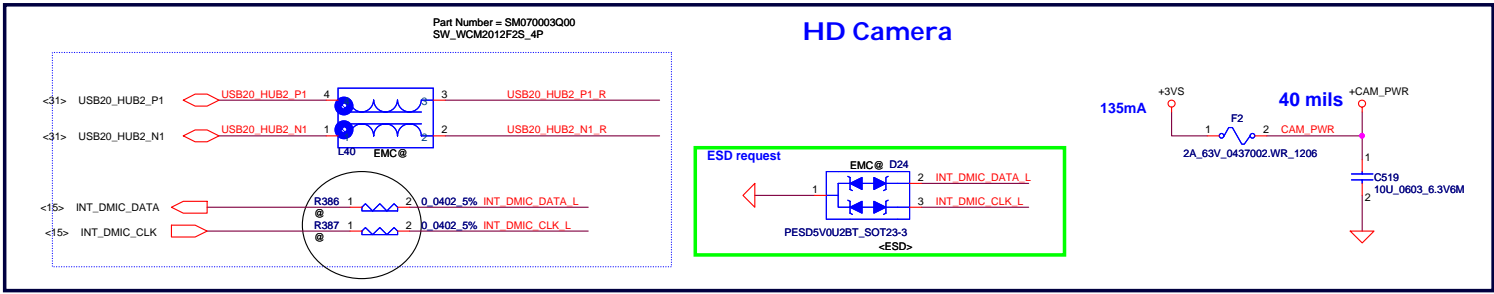 Part Number = SM070003Q00
SW_WCM2012F2S_4P
HD Camera
<31> USB20_HUB2_P1 USB20_HUB2_P1 4 3 3 USB20_HUB2_P1_R
<31> USB20_HUB2_N1 USB20_HUB2_N1 1 2 2 USB20_HUB2_N1_R
L40 EMC@
<15> INT_DMIC_DATA R386 1 2 0_0402_5% INT_DMIC_DATA_L
@
<15> INT_DMIC_CLK R387 1 2 0_0402_5% INT_DMIC_CLK_L
@
ESD request
EMC@ D24
1
2 INT_DMIC_DATA_L
3 INT_DMIC_CLK_L
PESD5V0U2BT_SOT23-3
<ESD>
135mA
+3VS
40 mils
+CAM_PWR
F2
1 2 CAM_PWR
2A_63V_0437002.WR_1206
1
C519
10U_0603_6.3V6M
2